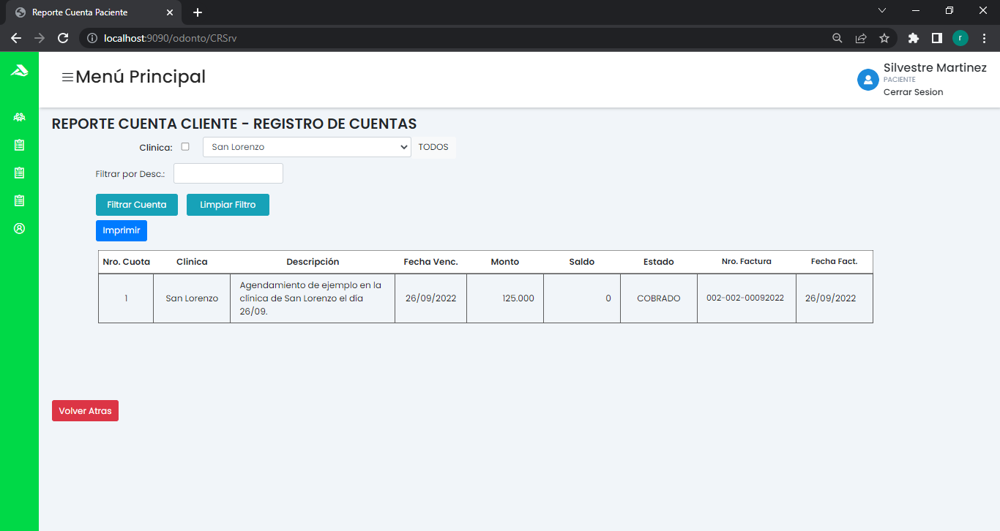 Reporte Cuenta Paciente
localhost:9090/odonto/CRSrv
r
Menú Principal
Silvestre Martinez
PACIENTE
Cerrar Sesion
REPORTE CUENTA CLIENTE - REGISTRO DE CUENTAS
Clinica: San Lorenzo TODOS
Filtrar por Desc.:
Filtrar Cuenta Limpiar Filtro
Imprimir
Nro. Cuota Clinica Descripción Fecha Venc. Monto Saldo Estado Nro. Factura Fecha Fact.
1 San Lorenzo Agendamiento de ejemplo en la clínica de San Lorenzo el día 26/09. 26/09/2022 125.000 0 COBRADO 002-002-00092022 26/09/2022
Volver Atras